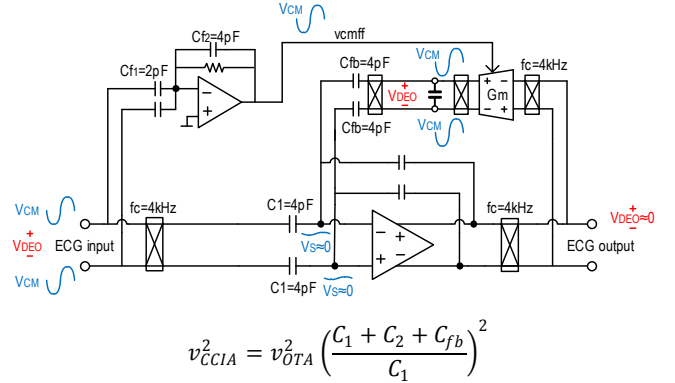 VCM
vcmff
Cf2=4pF
Cf1=2pF
−
+
Cfb=4pF
VCM
fc=4kHz
+
VDEO
−
+ −
Gm
− +
Cfb=4pF
VCM
VCM
fc=4kHz
C1=4pF
fc=4kHz
+
VDEO≈0
−
+
VDEO
−
ECG input
VS≈0
− +
+ −
ECG output
VCM
C1=4pF
VS≈0
v²CCIA = v²OTA ((C1 + C2 + Cfb) / C1)²